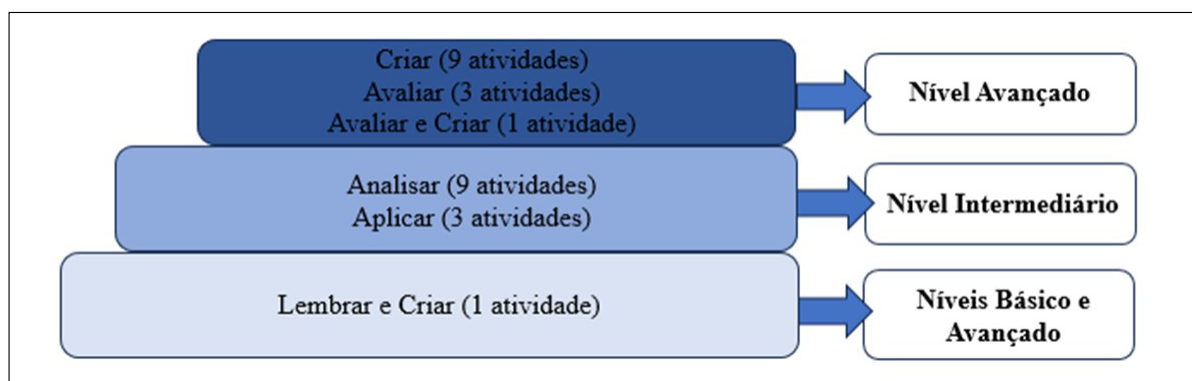 Criar (9 atividades)
Avaliar (3 atividades)
Avaliar e Criar (1 atividade)
Nível Avançado
Analisar (9 atividades)
Aplicar (3 atividades)
Nível Intermediário
Lembrar e Criar (1 atividade)
Níveis Básico e
Avançado